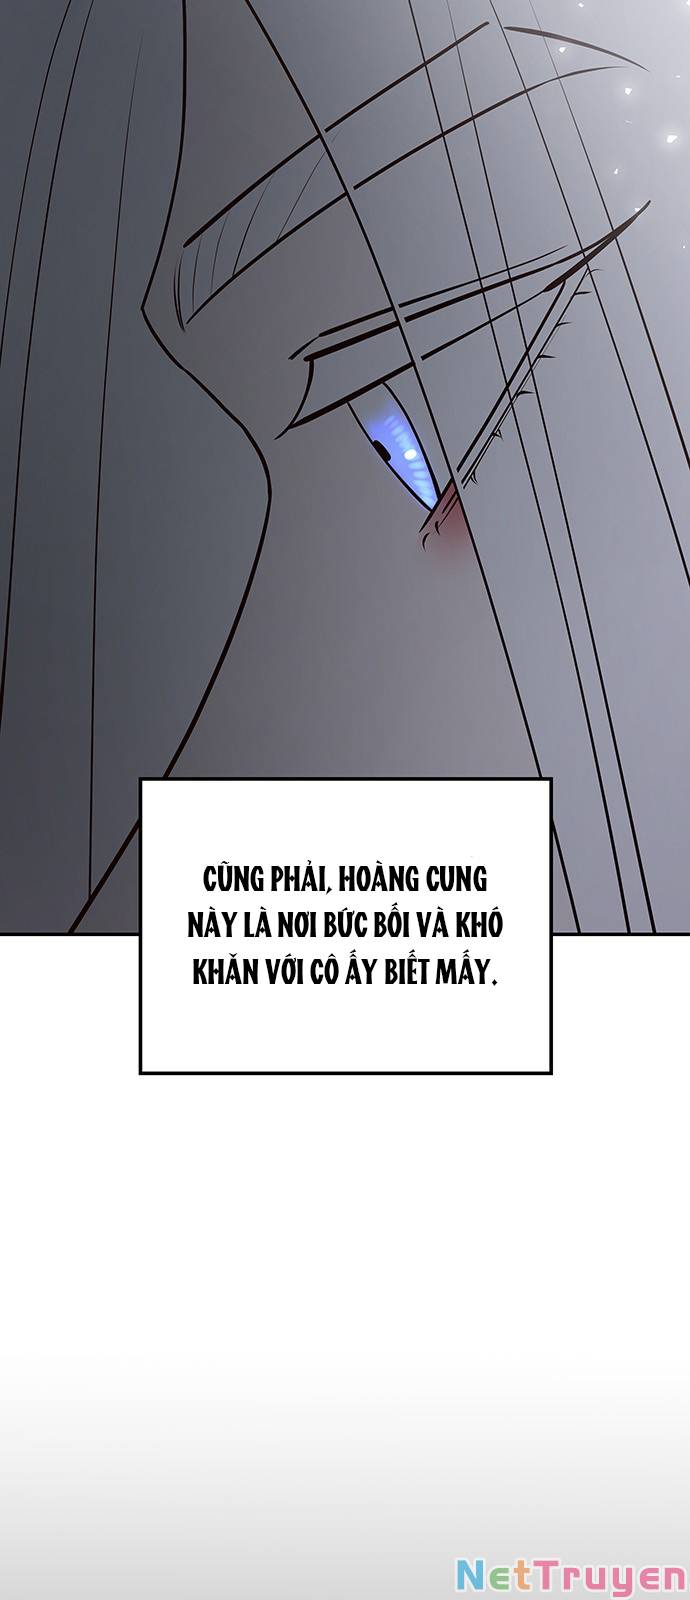 CŨNG PHẢI, HOÀNG CUNG
NÀY LÀ NƠI BỨC BỐI VÀ KHÓ
KHĂN VỚI CÔ ẤY BIẾT MẤY.
NetTruyen